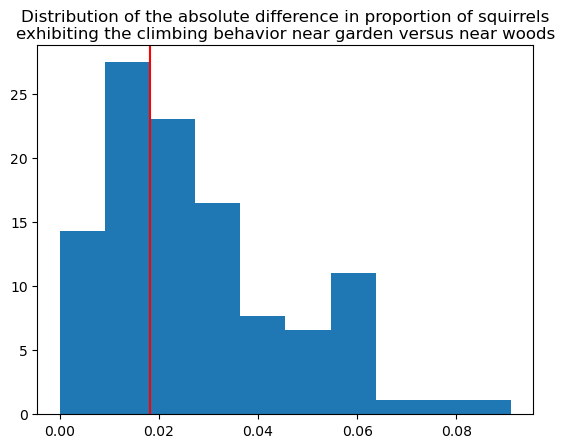 Distribution of the absolute difference in proportion of squirrels
exhibiting the climbing behavior near garden versus near woods
25
20
15
10
5
0
0.00 0.02 0.04 0.06 0.08